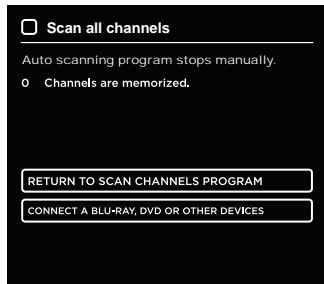 Scan all channels
Auto scanning program stops manually.
0 Channels are memorized.
RETURN TO SCAN CHANNELS PROGRAM
CONNECT A BLU-RAY, DVD OR OTHER DEVICES